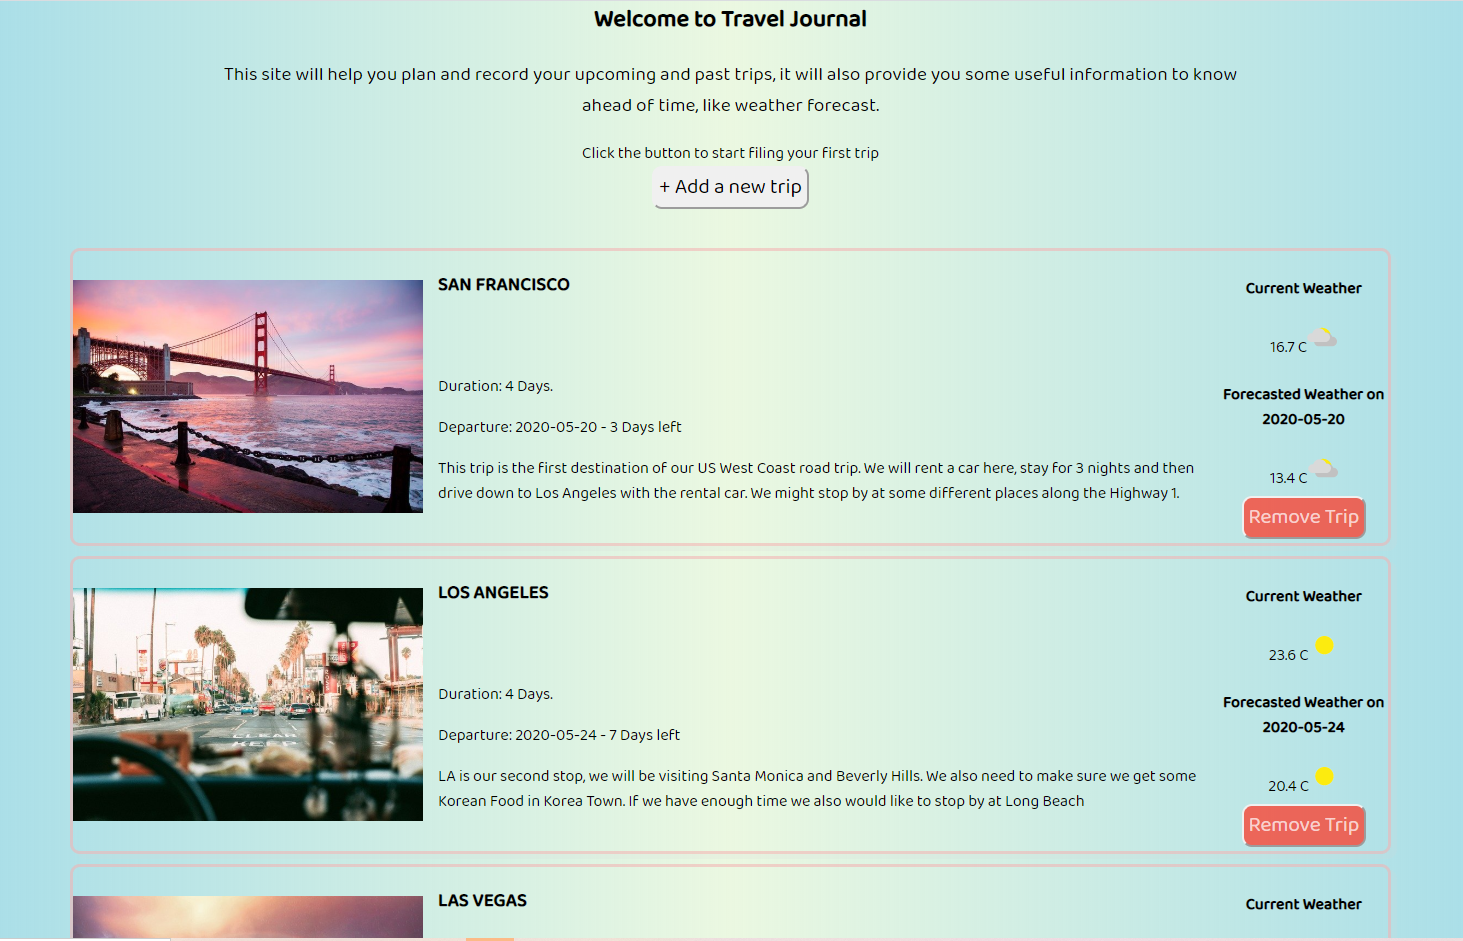 Welcome to Travel Journal
This site will help you plan and record your upcoming and past trips, it will also provide you some useful information to know
ahead of time, like weather forecast.
Click the button to start filing your first trip
+ Add a new trip
SAN FRANCISCO
Duration: 4 Days.
Departure: 2020-05-20 - 3 Days left
This trip is the first destination of our US West Coast road trip. We will rent a car here, stay for 3 nights and then
drive down to Los Angeles with the rental car. We might stop by at some different places along the Highway 1.
Current Weather
16.7 C
Forecasted Weather on
2020-05-20
13.4 C
Remove Trip
LOS ANGELES
Duration: 4 Days.
Departure: 2020-05-24 - 7 Days left
LA is our second stop, we will be visiting Santa Monica and Beverly Hills. We also need to make sure we get some
Korean Food in Korea Town. If we have enough time we also would like to stop by at Long Beach
CLEAR
KEEP
Current Weather
23.6 C
Forecasted Weather on
2020-05-24
20.4 C
Remove Trip
LAS VEGAS
Current Weather